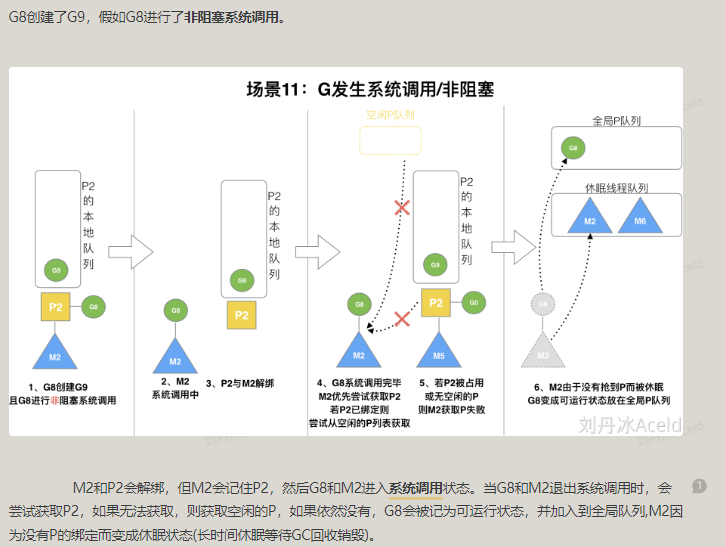 G8创建了G9，假如G8进行了非阻塞系统调用。
场景11：G发生系统调用/非阻塞
空闲P队列
全局P队列
G8
休眠线程队列
M2
M6
P2的本地队列
G9
P2
G8
M2
1、G8创建G9
且G8进行非阻塞系统调用
G8
M2
2、M2
系统调用中
P2的本地队列
G9
P2
3、P2与M2解绑
G8
M2
4、G8系统调用完毕
M2优先尝试获取P2
若P2已绑定则
尝试从空闲的P列表获取
P2的本地队列
G9
P2
G8
M5
5、若P2被占用
或无空闲的P
则M2获取P失败
G8
M2
6、M2由于没有抢到P而被休眠
G8变成可运行状态放在全局P队列
刘丹冰Aceld
M2和P2会解绑，但M2会记住P2，然后G8和M2进入系统调用状态。当G8和M2退出系统调用时，会
1
尝试获取P2，如果无法获取，则获取空闲的P，如果依然没有，G8会被记为可运行状态，并加入到全局队列,M2因
为没有P的绑定而变成休眠状态(长时间休眠等待GC回收销毁)。